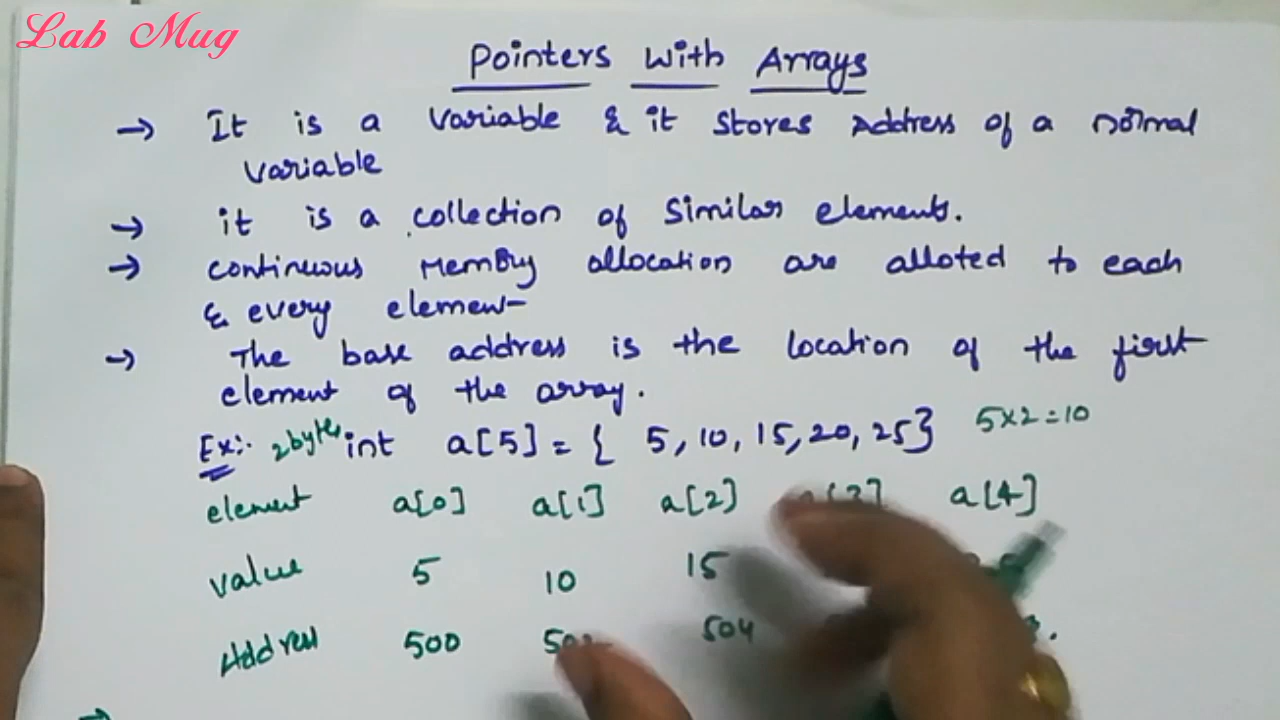 Lab Mug
Pointers With Arrays
→ It is a variable & it stores Address of a normal
variable
→ it is a collection of similar elements.
→ continuous Memory allocation are alloted to each
& every element
→ The base address is the location of the first
element of the array.
Ex:- 2bytes int a[5] = { 5, 10, 15, 20, 25} 5×2=10
element a[0] a[1] a[2] a[3] a[4]
value 5 10 15
Address 500 504